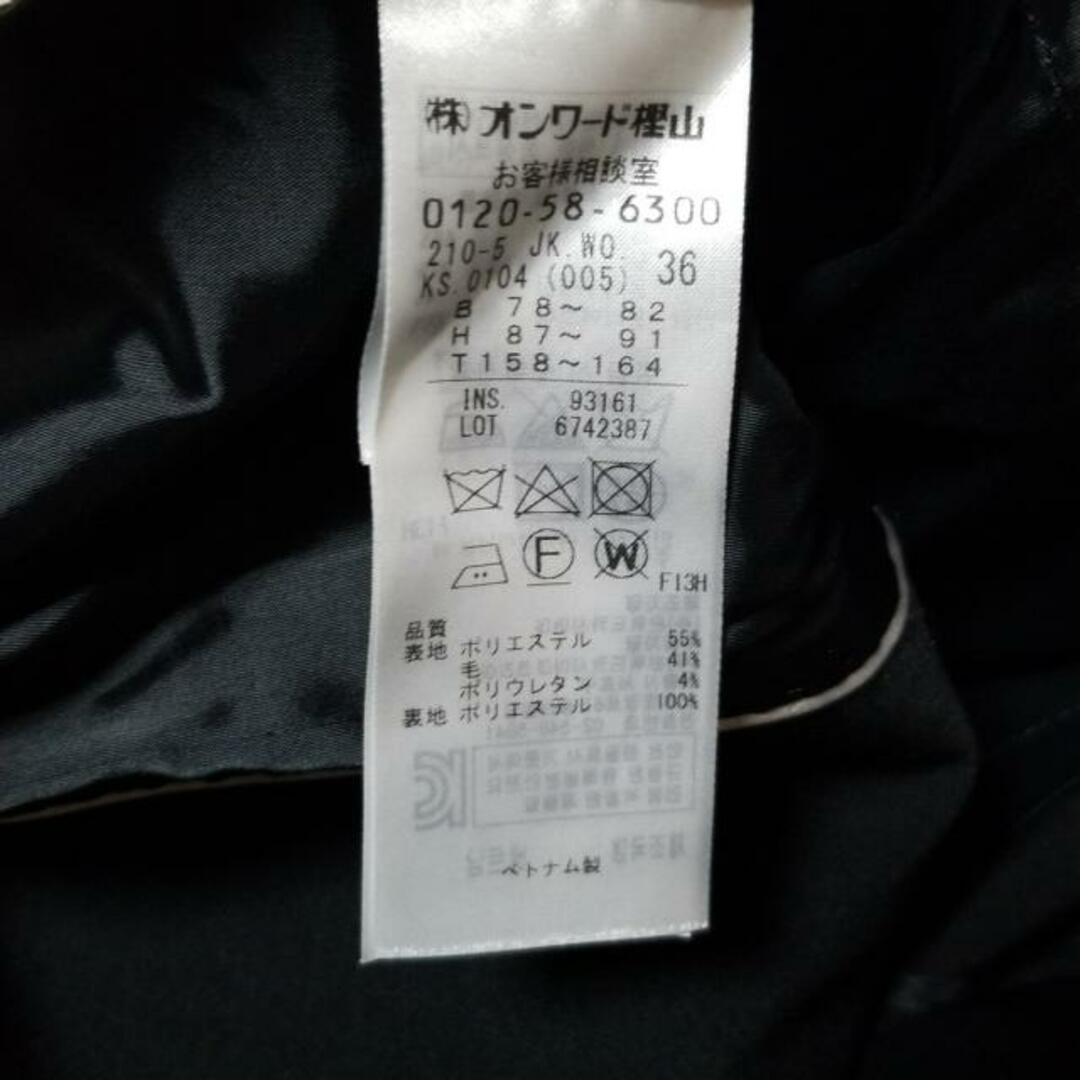 ㈱オンワード樫山
お客様相談室
0120-58-6300
210-5 JK.WO.
KS.0104 (005) 36
B 78～ 82
H 87～ 91
T158～164
INS. 93161
LOT 6742387
F
W
F13H
品質
表地 ポリエステル 55%
毛 41%
ポリウレタン 4%
裏地 ポリエステル 100%
ベトナム製